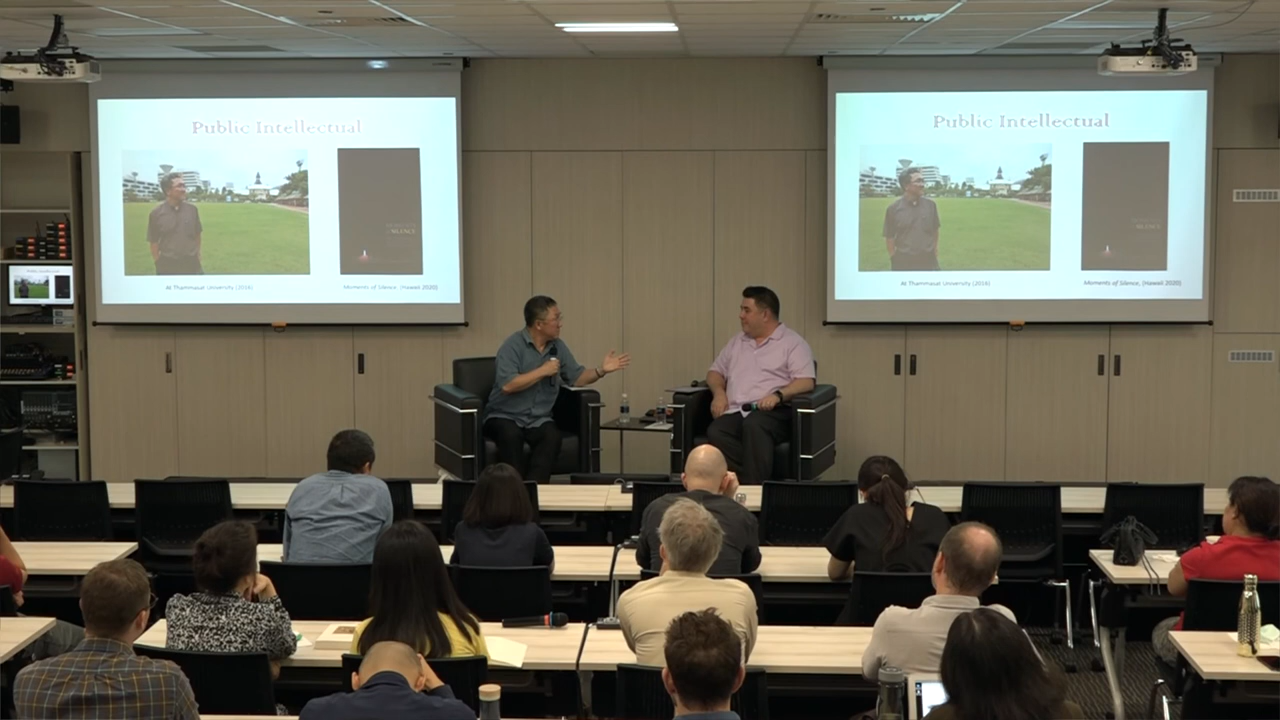 Public Intellectual
At Thammasat University (2016)
Moments of Silence, (Hawaii 2020)
Public Intellectual
SILENCE
At Thammasat University (2016)
Moments of Silence, (Hawaii 2020)